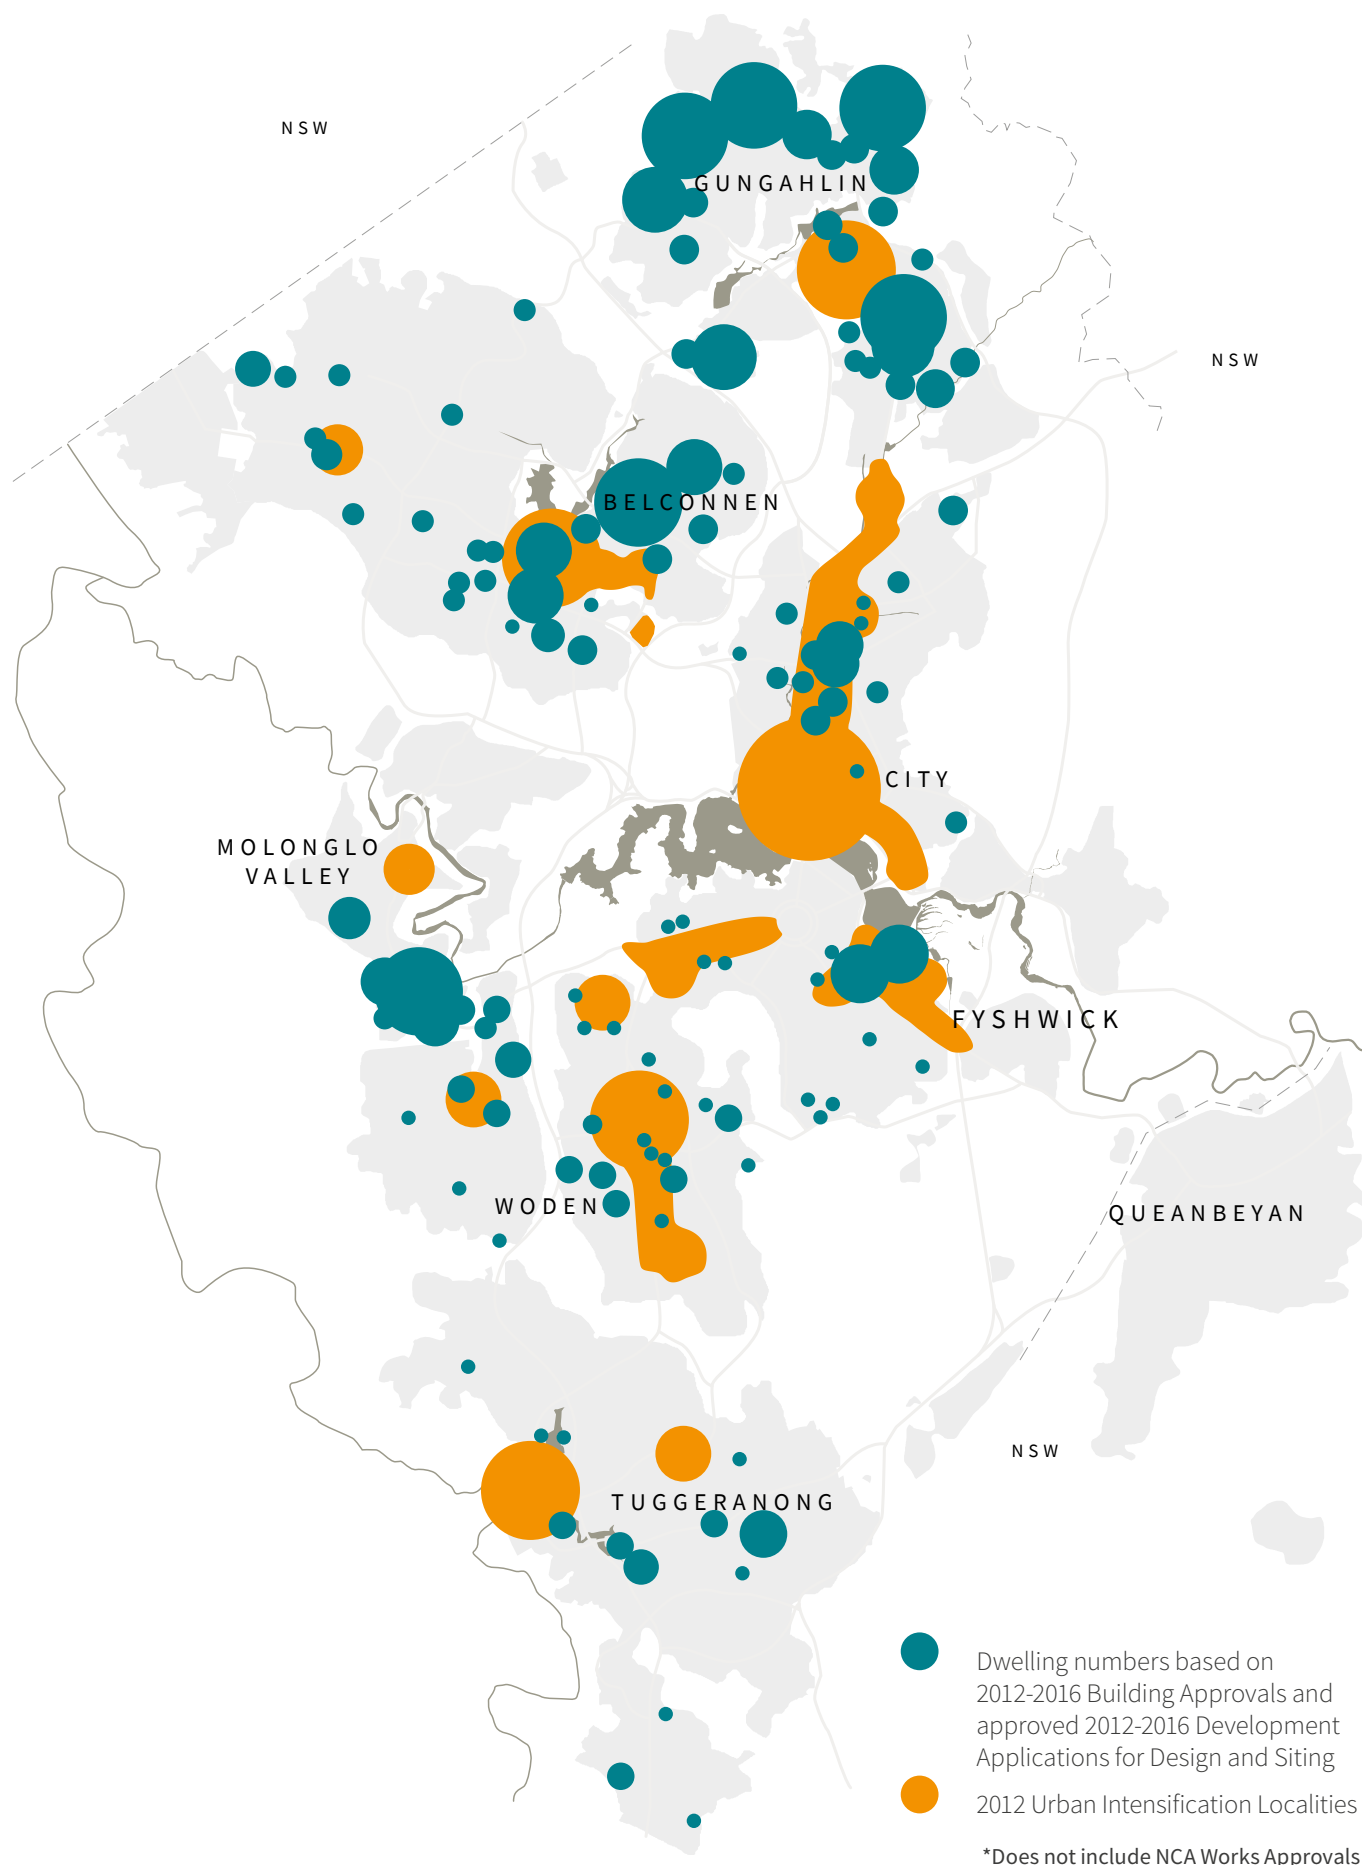 NSW
GUNGAHLIN
NSW
BELCONNEN
CITY
MOLONGLO
VALLEY
FYSHWICK
WODEN
QUEANBEYAN
NSW
TUGGERANONG
Dwelling numbers based on
2012-2016 Building Approvals and
approved 2012-2016 Development
Applications for Design and Siting
2012 Urban Intensification Localities
*Does not include NCA Works Approvals